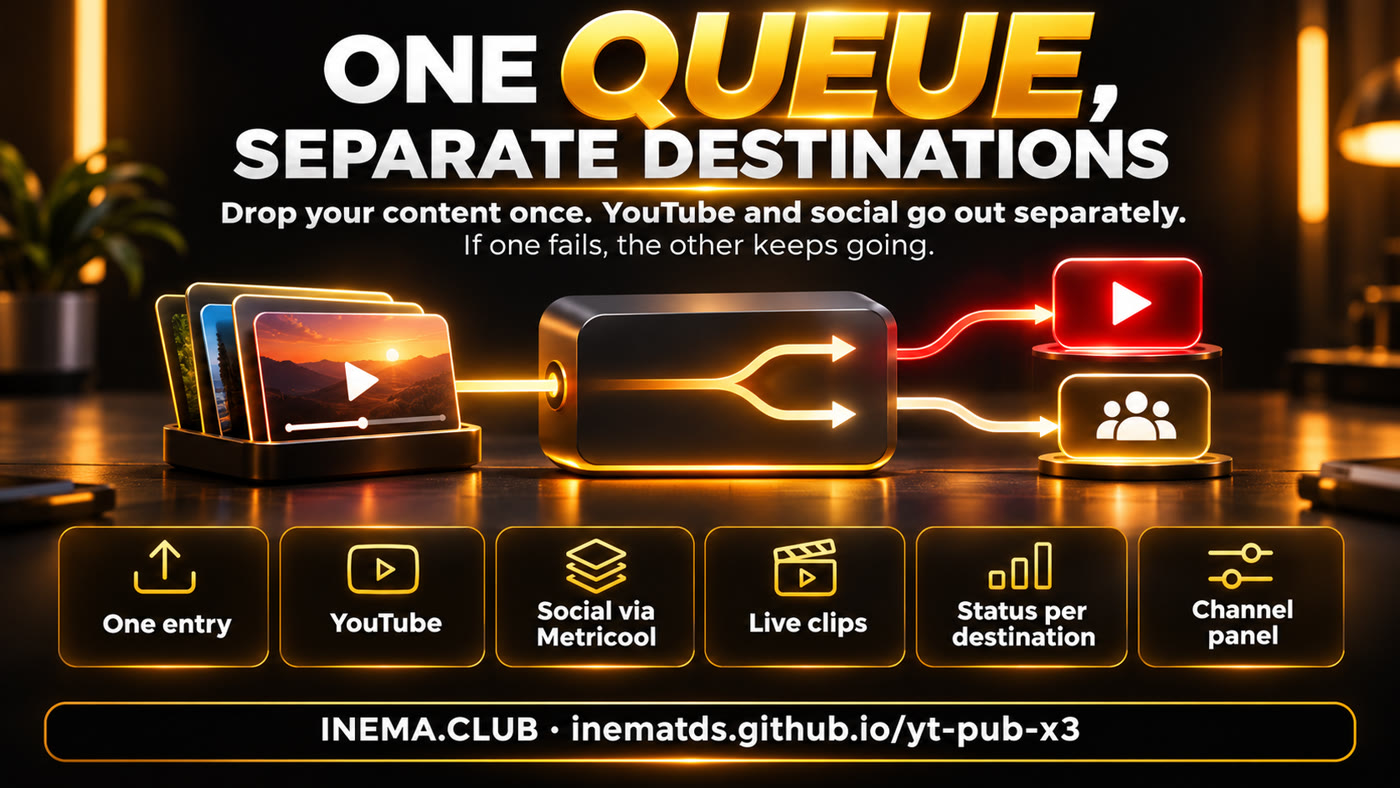 ONE QUEUE,
SEPARATE DESTINATIONS
Drop your content once. YouTube and social go out separately.
If one fails, the other keeps going.
One entry
YouTube
Social via
Metricool
Live clips
Status per
destination
Channel
panel
INEMA.CLUB • inematds.github.io/yt-pub-x3